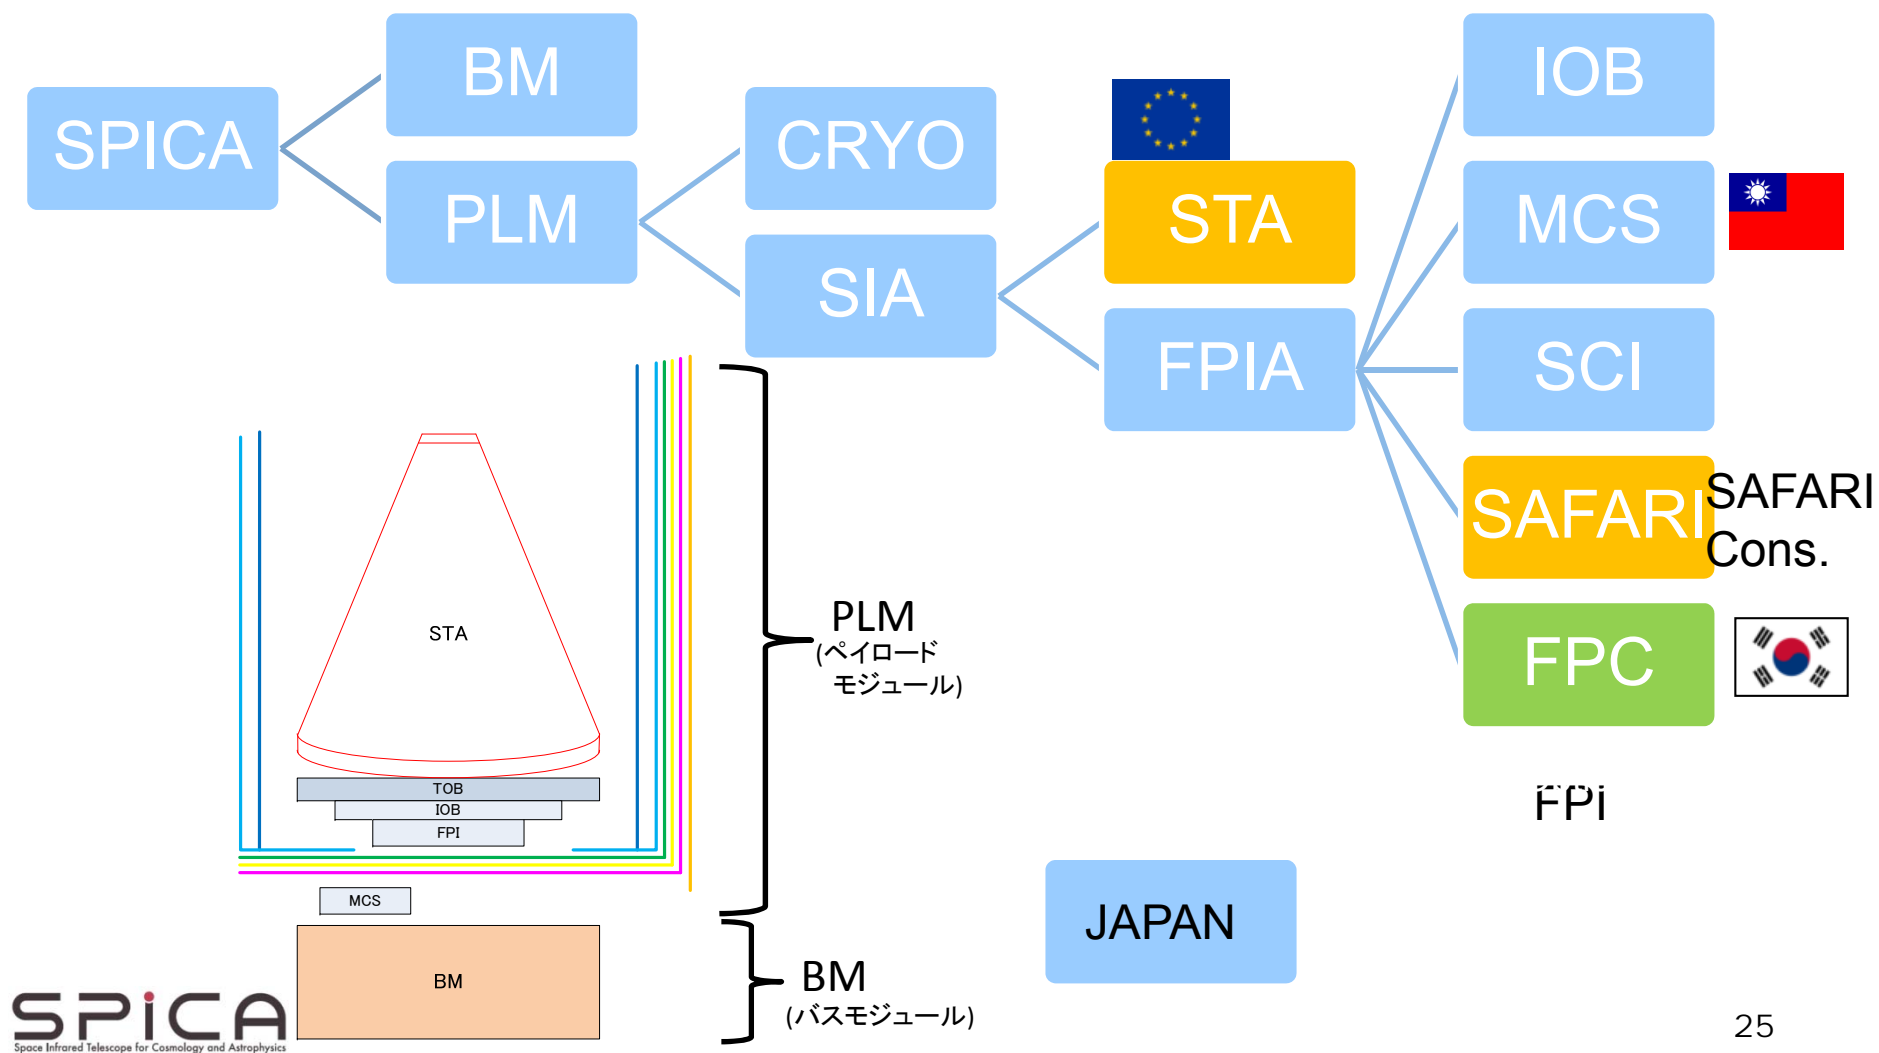 SPICA
BM
PLM
CRYO
SIA
STA
FPIA
IOB
MCS
SCI
SAFARI
SAFARI
Cons.
FPC
FPI
STA
TOB
IOB
FPI
MCS
BM
PLM
(ペイロード
モジュール)
BM
(バスモジュール)
JAPAN
SPiCA
Space Infrared Telescope for Cosmology and Astrophysics
25